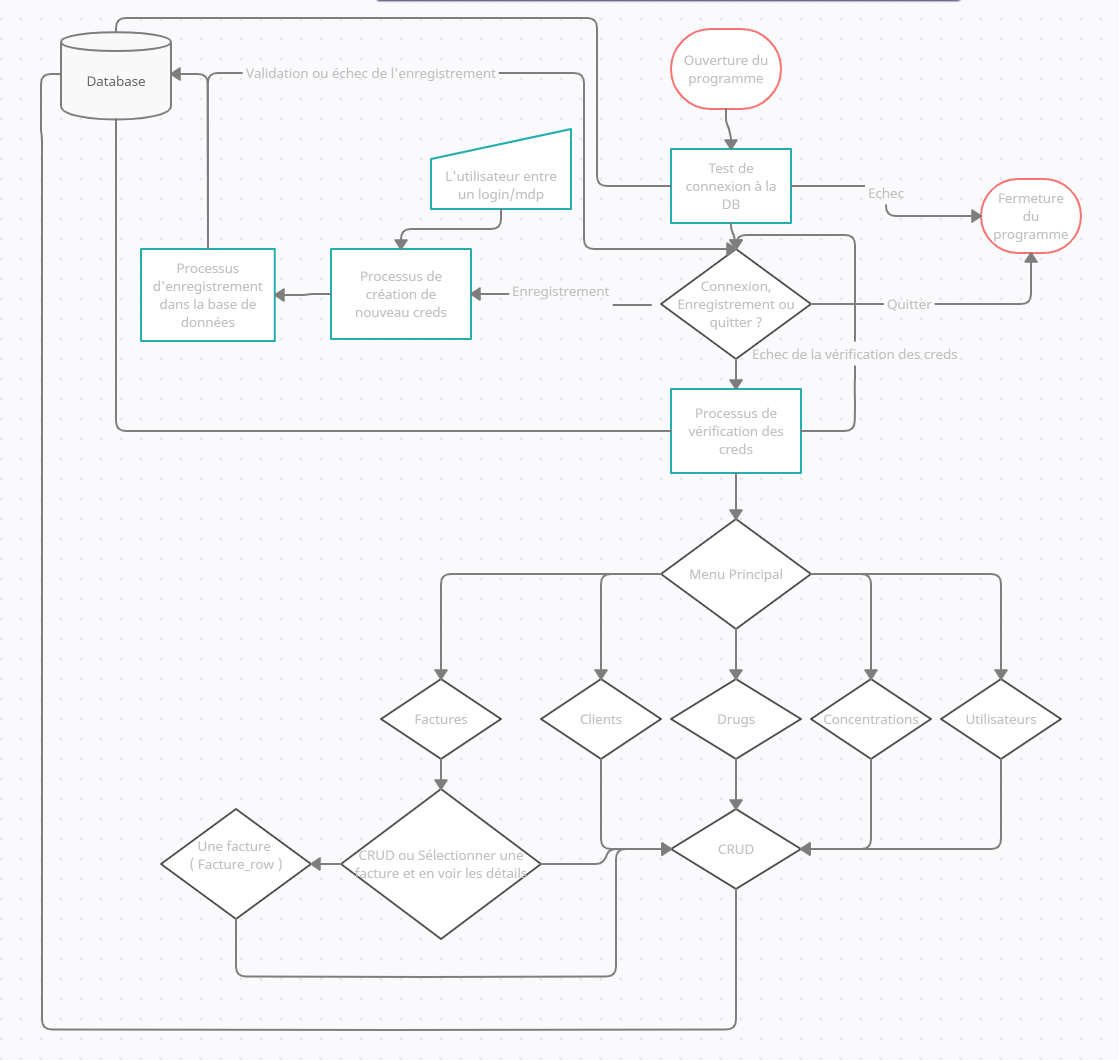 Ouverture du
programme
Database
Validation ou échec de l'enregistrement
L'utilisateur entre
un login/mdp
Test de
connexion à la
DB
Echec
Fermeture
du
programme
Processus
d'enregistrement
dans la base de
données
Processus de
création de
nouveau creds
Enregistrement
Connexion,
Enregistrement ou
quitter ?
Quitter
Echec de la vérification des creds
Processus de
vérification des
creds
Menu Principal
Factures
Clients
Drugs
Concentrations
Utilisateurs
Une facture
( Facture_row )
CRUD ou Sélectionner une
facture et en voir les détails
CRUD